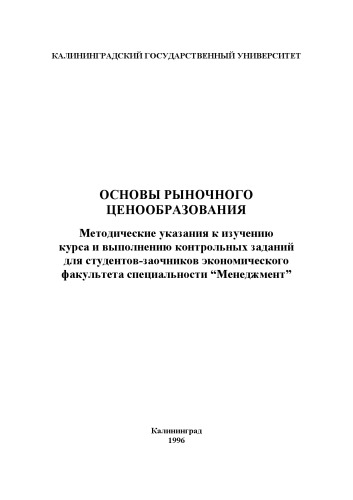 КАЛИНИНГРАДСКИЙ ГОСУДАРСТВЕННЫЙ УНИВЕРСИТЕТ
ОСНОВЫ РЫНОЧНОГО
ЦЕНООБРАЗОВАНИЯ
Методические указания к изучению
курса и выполнению контрольных заданий
для студентов-заочников экономического
факультета специальности “Менеджмент”
Калининград
1996